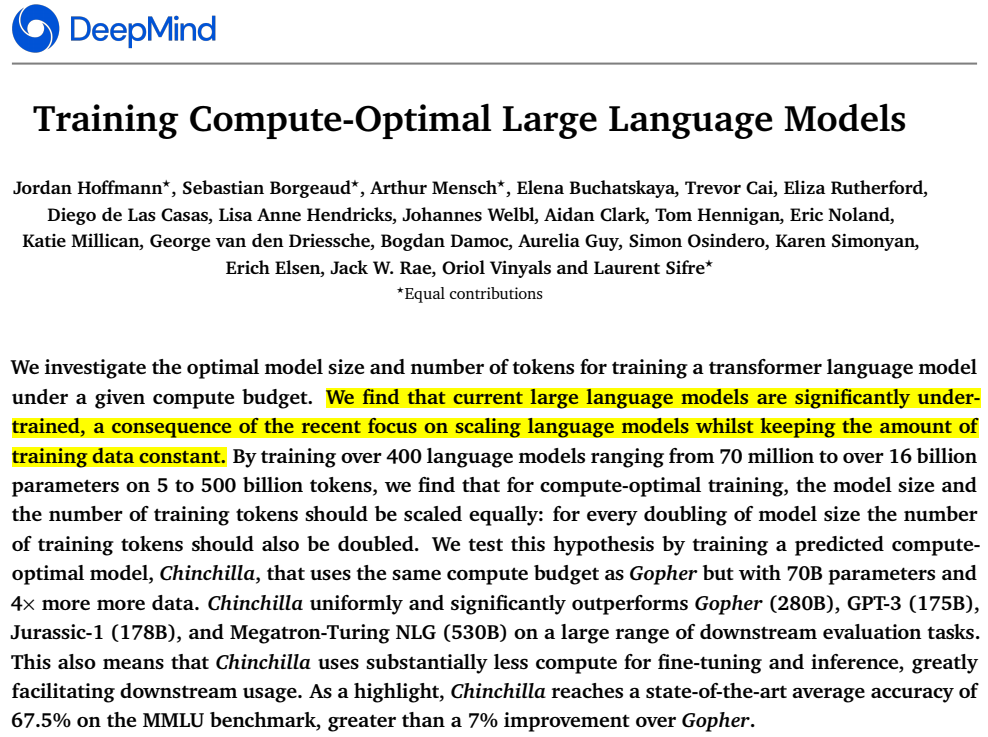 DeepMind
Training Compute-Optimal Large Language Models
Jordan Hoffmann★, Sebastian Borgeaud★, Arthur Mensch★, Elena Buchatskaya, Trevor Cai, Eliza Rutherford,
Diego de Las Casas, Lisa Anne Hendricks, Johannes Welbl, Aidan Clark, Tom Hennigan, Eric Noland,
Katie Millican, George van den Driessche, Bogdan Damoc, Aurelia Guy, Simon Osindero, Karen Simonyan,
Erich Elsen, Jack W. Rae, Oriol Vinyals and Laurent Sifre★
★Equal contributions
We investigate the optimal model size and number of tokens for training a transformer language model
under a given compute budget. We find that current large language models are significantly under-
trained, a consequence of the recent focus on scaling language models whilst keeping the amount of
training data constant. By training over 400 language models ranging from 70 million to over 16 billion
parameters on 5 to 500 billion tokens, we find that for compute-optimal training, the model size and
the number of training tokens should be scaled equally: for every doubling of model size the number
of training tokens should also be doubled. We test this hypothesis by training a predicted compute-
optimal model, Chinchilla, that uses the same compute budget as Gopher but with 70B parameters and
4× more more data. Chinchilla uniformly and significantly outperforms Gopher (280B), GPT-3 (175B),
Jurassic-1 (178B), and Megatron-Turing NLG (530B) on a large range of downstream evaluation tasks.
This also means that Chinchilla uses substantially less compute for fine-tuning and inference, greatly
facilitating downstream usage. As a highlight, Chinchilla reaches a state-of-the-art average accuracy of
67.5% on the MMLU benchmark, greater than a 7% improvement over Gopher.